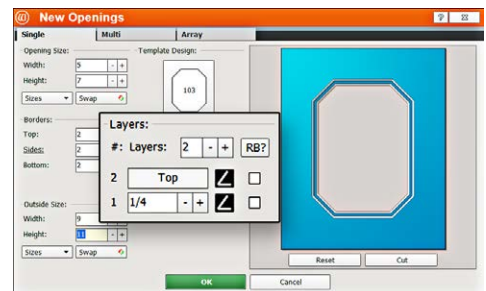 @ New Openings ? ☒
Single Multi Array
Opening Size: Template Design:
Width: 5 - +
Height: 7 - +
Sizes Swap
103
Borders:
Top: 2
Sides: 2
Bottom: 2
Layers:
#: Layers: 2 - + RB?
2 Top
1 1/4 - +
Outside Size:
Width: 9
Height: 11 - +
Sizes Swap
Reset Cut
OK Cancel